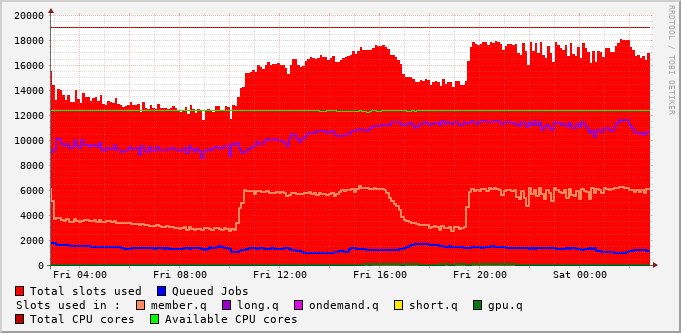 20000
18000
16000
14000
12000
10000
8000
6000
4000
2000
0
Fri 04:00 Fri 08:00 Fri 12:00 Fri 16:00 Fri 20:00 Sat 00:00
RRDTOOL / TOBI OETIKER
Total slots used Queued Jobs
Slots used in : member.q long.q ondemand.q short.q gpu.q
Total CPU cores Available CPU cores